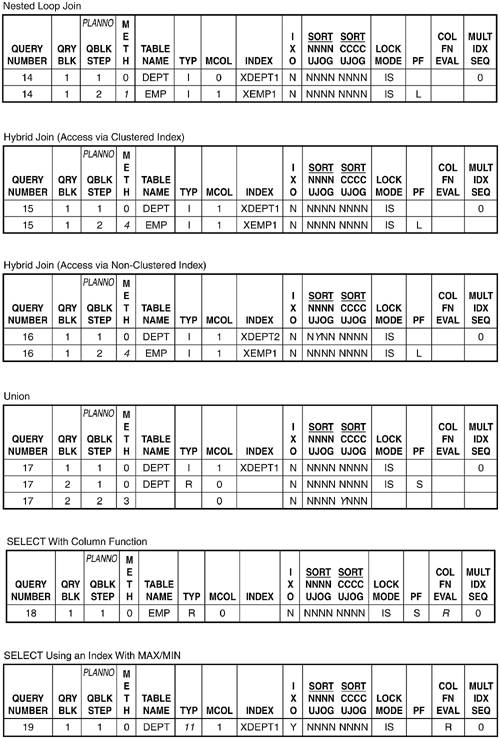 Nested Loop Join
PLANNO M I SORT SORT COL MULT
E X NNNN CCCC FN IDX
QUERY QRY QBLK T TABLE O UJOG UJOG LOCK EVAL SEQ
NUMBER BLK STEP H NAME TYP MCOL INDEX MODE PF
14 1 1 0 DEPT I 0 XDEPT1 N NNNN NNNN IS 0
14 1 2 1 EMP I 1 XEMP1 N NNNN NNNN IS L
Hybrid Join (Access via Clustered Index)
PLANNO M I SORT SORT COL MULT
E X NNNN CCCC FN IDX
QUERY QRY QBLK T TABLE O UJOG UJOG LOCK EVAL SEQ
NUMBER BLK STEP H NAME TYP MCOL INDEX MODE PF
15 1 1 0 DEPT I 1 XDEPT1 N NNNN NNNN IS 0
15 1 2 4 EMP I 1 XEMP1 N NNNN NNNN IS L
Hybrid Join (Access via Non-Clustered Index)
PLANNO M I SORT SORT COL MULT
E X NNNN CCCC FN IDX
QUERY QRY QBLK T TABLE O UJOG UJOG LOCK EVAL SEQ
NUMBER BLK STEP H NAME TYP MCOL INDEX MODE PF
16 1 1 0 DEPT I 1 XDEPT2 N NYNN NNNN IS 0
16 1 2 4 EMP I 1 XEMP1 N NNNN NNNN IS L
Union
PLANNO M I SORT SORT COL MULT
E X NNNN CCCC FN IDX
QUERY QRY QBLK T TABLE O UJOG UJOG LOCK EVAL SEQ
NUMBER BLK STEP H NAME TYP MCOL INDEX MODE PF
17 1 1 0 DEPT I 1 XDEPT1 N NNNN NNNN IS 0
17 2 1 0 DEPT R 0 N NNNN NNNN IS S
17 2 2 3 0 N NNNN YNNN
SELECT With Column Function
PLANNO M I SORT SORT COL MULT
E X NNNN CCCC FN IDX
QUERY QRY QBLK T TABLE O UJOG UJOG LOCK EVAL SEQ
NUMBER BLK STEP H NAME TYP MCOL INDEX MODE PF
18 1 1 0 EMP R 0 N NNNN NNNN IS S R 0
SELECT Using an Index With MAX/MIN
PLANNO M I SORT SORT COL MULT
E X NNNN CCCC FN IDX
QUERY QRY QBLK T TABLE O UJOG UJOG LOCK EVAL SEQ
NUMBER BLK STEP H NAME TYP MCOL INDEX MODE PF
19 1 1 0 DEPT 11 1 XDEPT1 Y NNNN NNNN IS R 0